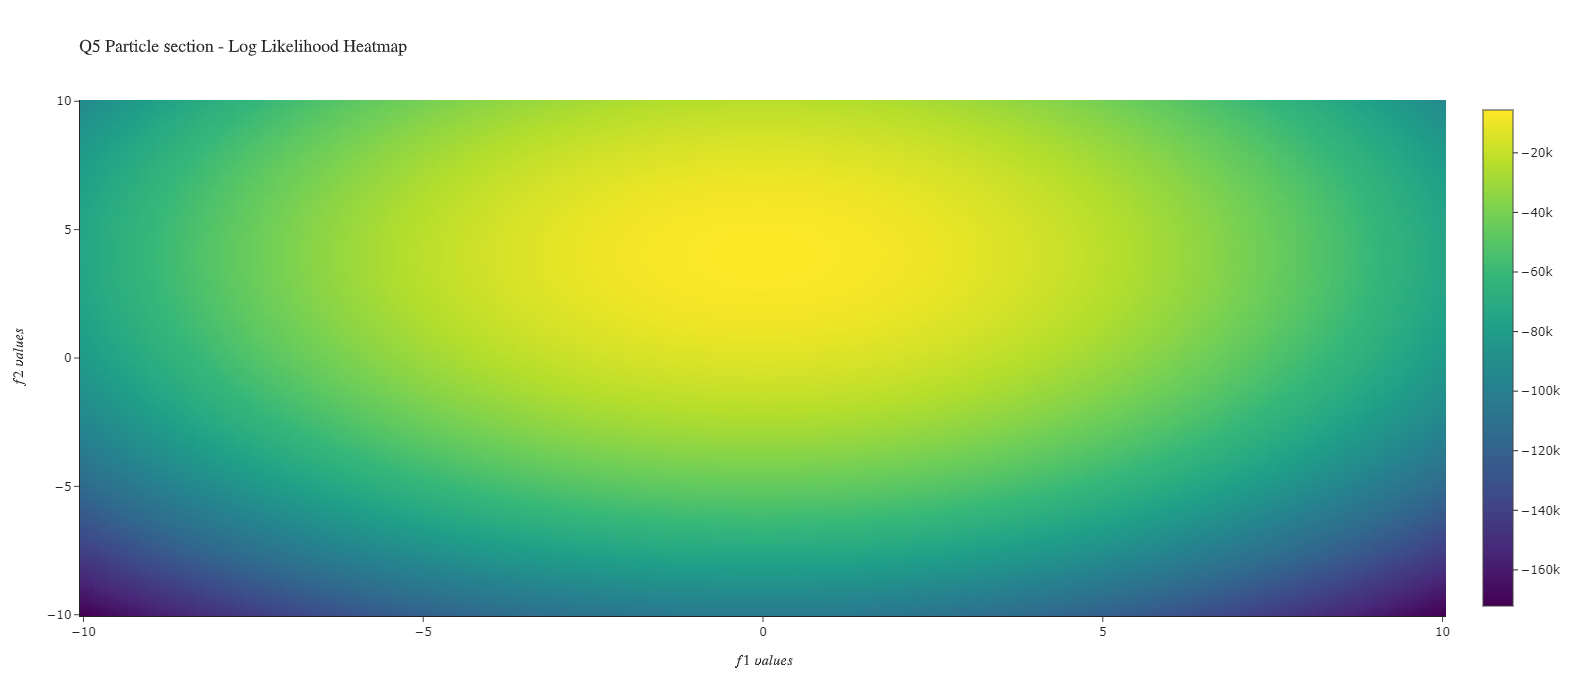 Q5 Particle section - Log Likelihood Heatmap
10
5
0
−5
−10
f2 values
−10
−5
0
5
10
f1 values
−20k
−40k
−60k
−80k
−100k
−120k
−140k
−160k